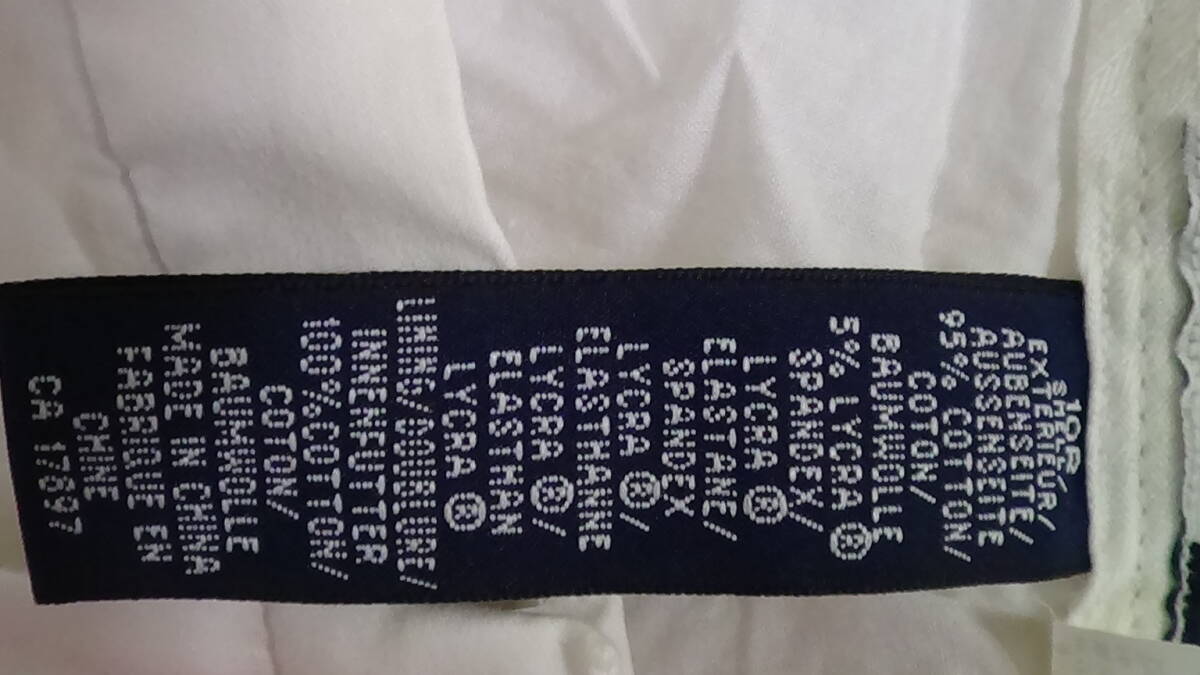 10R
SHELL/
EXTERIEUR/
AUBENSEITE/
AUSSENSEITE
95% COTTON/
COTON/
BAUMWOLLE
5% LYCRA ®
SPANDEX/
LYCRA ®
ELASTANE/
SPANDEX
LYCRA ®/
ELASTHANNE
LYCRA ®/
ELASTHAN
LYCRA ®
LINING/DOUBLURE/
INNENFUTTER
100%COTTON/
COTON/
BAUMWOLLE
MADE IN CHINA
FABRIQUE EN
CHINE
CA 17697